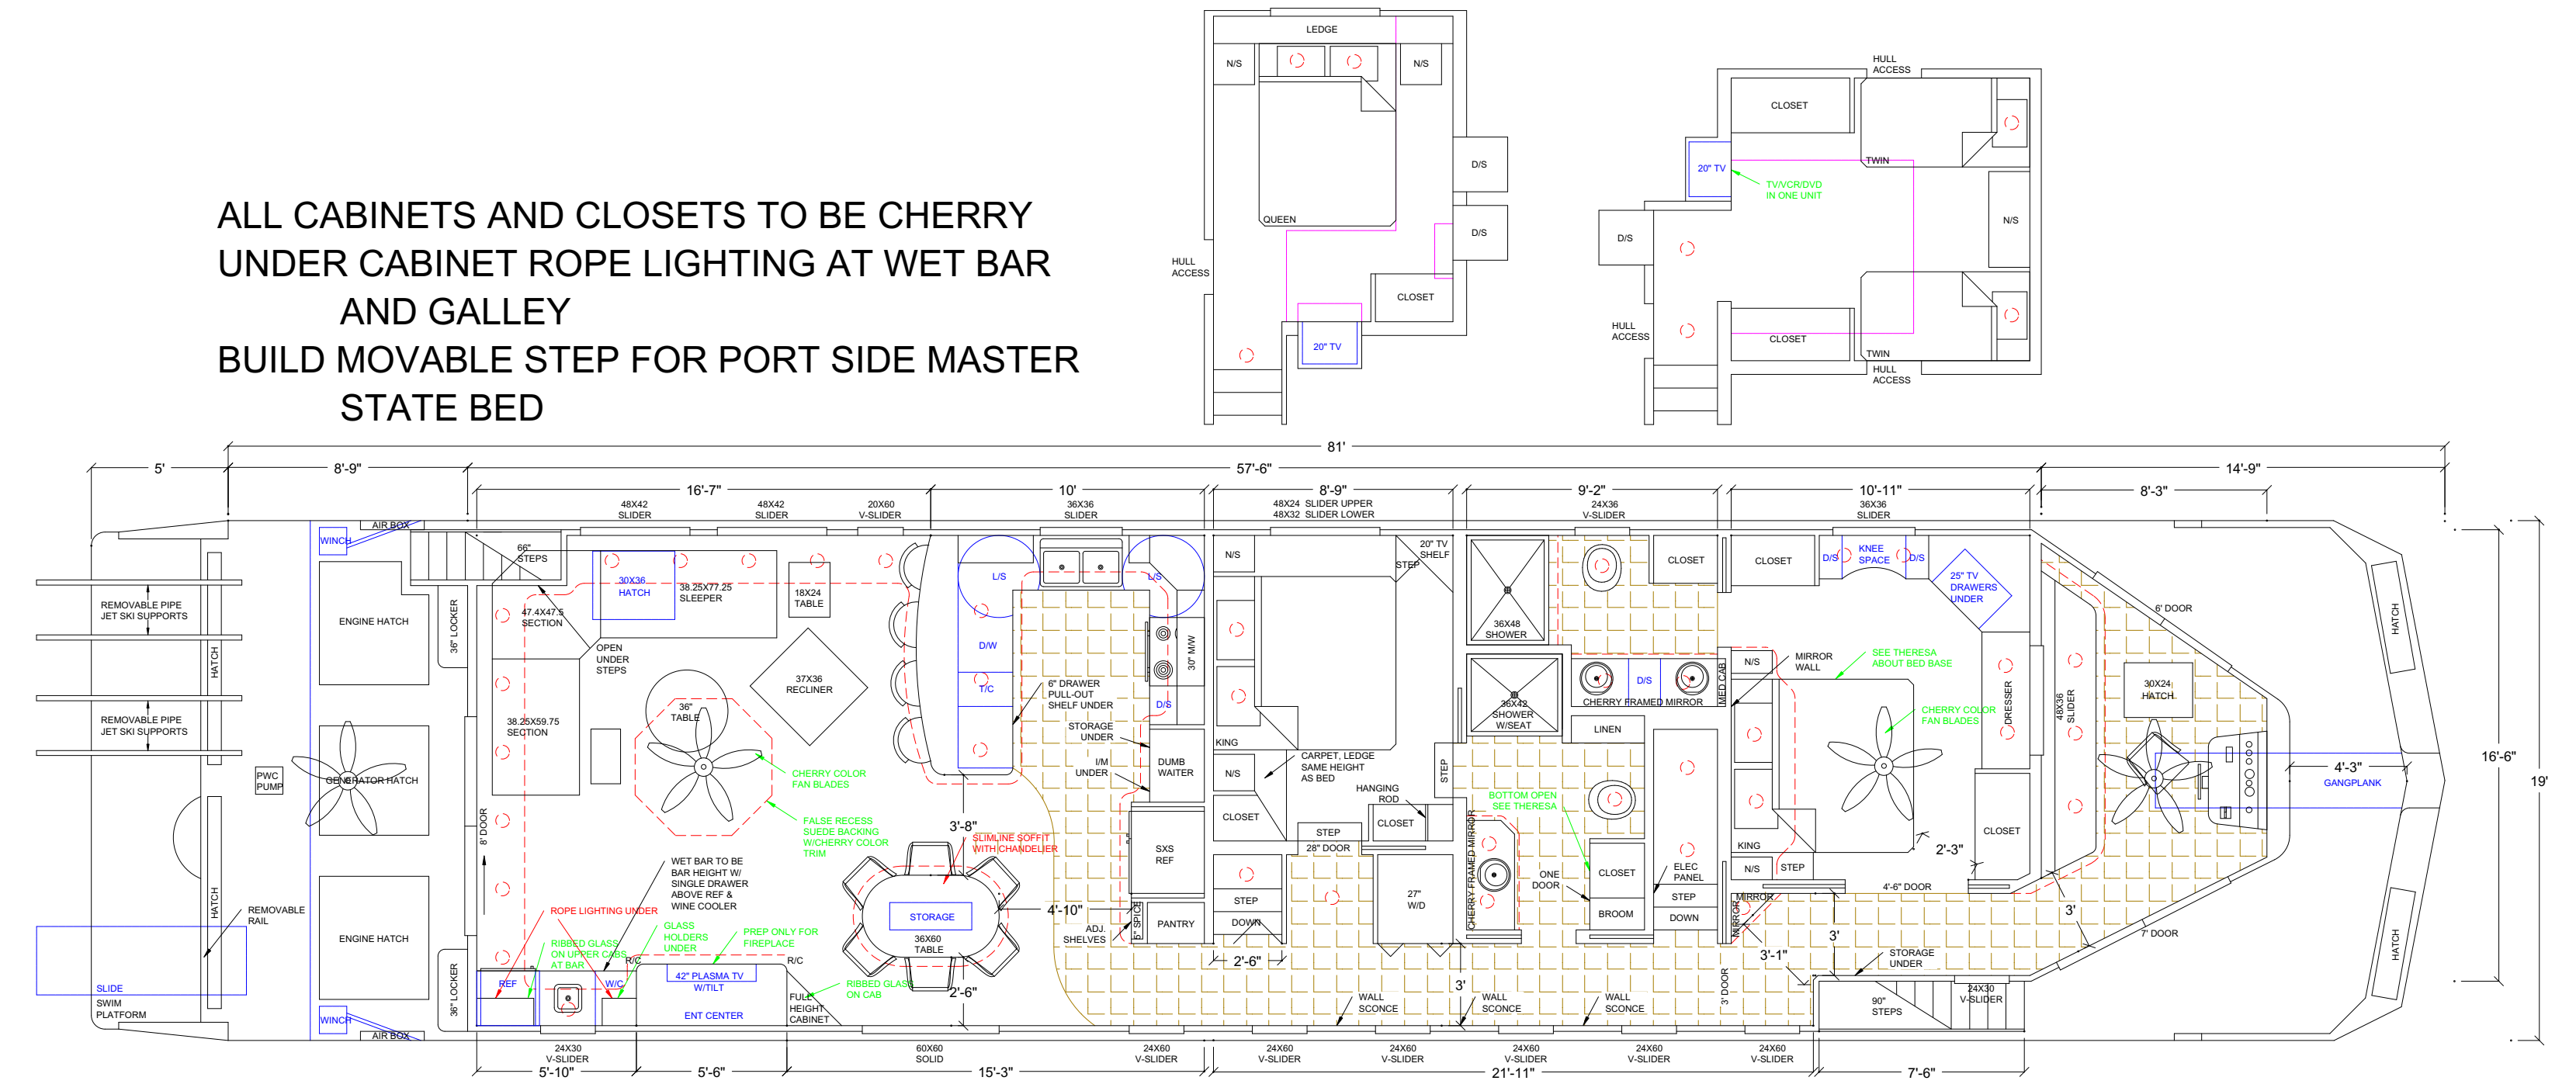 LEDGE
N/S
N/S
QUEEN
D/S
D/S
HULL
ACCESS
CLOSET
20" TV
HULL
ACCESS
CLOSET
TWIN
20" TV
TV/VCR/DVD
IN ONE UNIT
D/S
N/S
HULL
ACCESS
CLOSET
TWIN
HULL
ACCESS
ALL CABINETS AND CLOSETS TO BE CHERRY
UNDER CABINET ROPE LIGHTING AT WET BAR
AND GALLEY
BUILD MOVABLE STEP FOR PORT SIDE MASTER
STATE BED
81'
5'
8'-9"
57'-6"
14'-9"
16'-7"
10'
8'-9"
9'-2"
10'-11"
8'-3"
48X42
SLIDER
48X42
SLIDER
20X60
V-SLIDER
36X36
SLIDER
48X24 SLIDER UPPER
48X32 SLIDER LOWER
24X36
V-SLIDER
36X36
SLIDER
AIR BOX
WINCH
66"
STEPS
30X36
HATCH
38.25X77.25
SLEEPER
18X24
TABLE
47.4X47.5
SECTION
OPEN
UNDER
STEPS
37X36
RECLINER
36"
TABLE
38.25X59.75
SECTION
REMOVABLE PIPE
JET SKI SUPPORTS
REMOVABLE PIPE
JET SKI SUPPORTS
HATCH
HATCH
ENGINE HATCH
GENERATOR HATCH
ENGINE HATCH
PWC
PUMP
36" LOCKER
36" LOCKER
8' DOOR
REMOVABLE
RAIL
SLIDE
SWIM
PLATFORM
WINCH
AIR BOX
L/S
L/S
D/W
T/C
30" M/W
D/S
6" DRAWER
PULL-OUT
SHELF UNDER
STORAGE
UNDER
I/M
UNDER
DUMB
WAITER
CHERRY COLOR
FAN BLADES
FALSE RECESS
SUEDE BACKING
W/CHERRY COLOR
TRIM
3'-8"
SLIMLINE SOFFIT
WITH CHANDELIER
SXS
REF
WET BAR TO BE
BAR HEIGHT W/
SINGLE DRAWER
ABOVE REF &
WINE COOLER
ROPE LIGHTING UNDER
RIBBED GLASS
ON UPPER CABS
AT BAR
GLASS
HOLDERS
UNDER
PREP ONLY FOR
FIREPLACE
R/C
R/C
REF
W/C
42" PLASMA TV
W/TILT
ENT CENTER
FULL
HEIGHT
CABINET
RIBBED GLASS
ON CAB
STORAGE
36X60
TABLE
4'-10"
2'-6"
ADJ.
SHELVES
5" SPICE
PANTRY
N/S
20" TV
SHELF
STEP
KING
N/S
CARPET, LEDGE
SAME HEIGHT
AS BED
CLOSET
HANGING
ROD
CLOSET
STEP
STEP
28" DOOR
STEP
DOWN
2'-6"
27"
W/D
3'
36X48
SHOWER
36X42
SHOWER
W/SEAT
CLOSET
D/S
CHERRY FRAMED MIRROR
MED CAB
LINEN
BOTTOM OPEN
SEE THERESA
CHERRY FRAMED MIRROR
ONE
DOOR
CLOSET
BROOM
ELEC
PANEL
STEP
DOWN
WALL
SCONCE
WALL
SCONCE
WALL
SCONCE
3' DOOR
CLOSET
D/S
KNEE
SPACE
D/S
25" TV
DRAWERS
UNDER
N/S
MIRROR
WALL
SEE THERESA
ABOUT BED BASE
CHERRY COLOR
FAN BLADES
DRESSER
CLOSET
KING
N/S
STEP
2'-3"
4'-6" DOOR
MIRROR
MIRROR
3'
3'-1"
STORAGE
UNDER
24X30
V-SLIDER
90"
STEPS
48X36
SLIDER
6' DOOR
30X24
HATCH
7' DOOR
3'
4'-3"
GANGPLANK
HATCH
HATCH
16'-6"
19'
24X30
V-SLIDER
60X60
SOLID
24X60
V-SLIDER
24X60
V-SLIDER
24X60
V-SLIDER
24X60
V-SLIDER
24X60
V-SLIDER
24X60
V-SLIDER
5'-10"
5'-6"
15'-3"
21'-11"
7'-6"